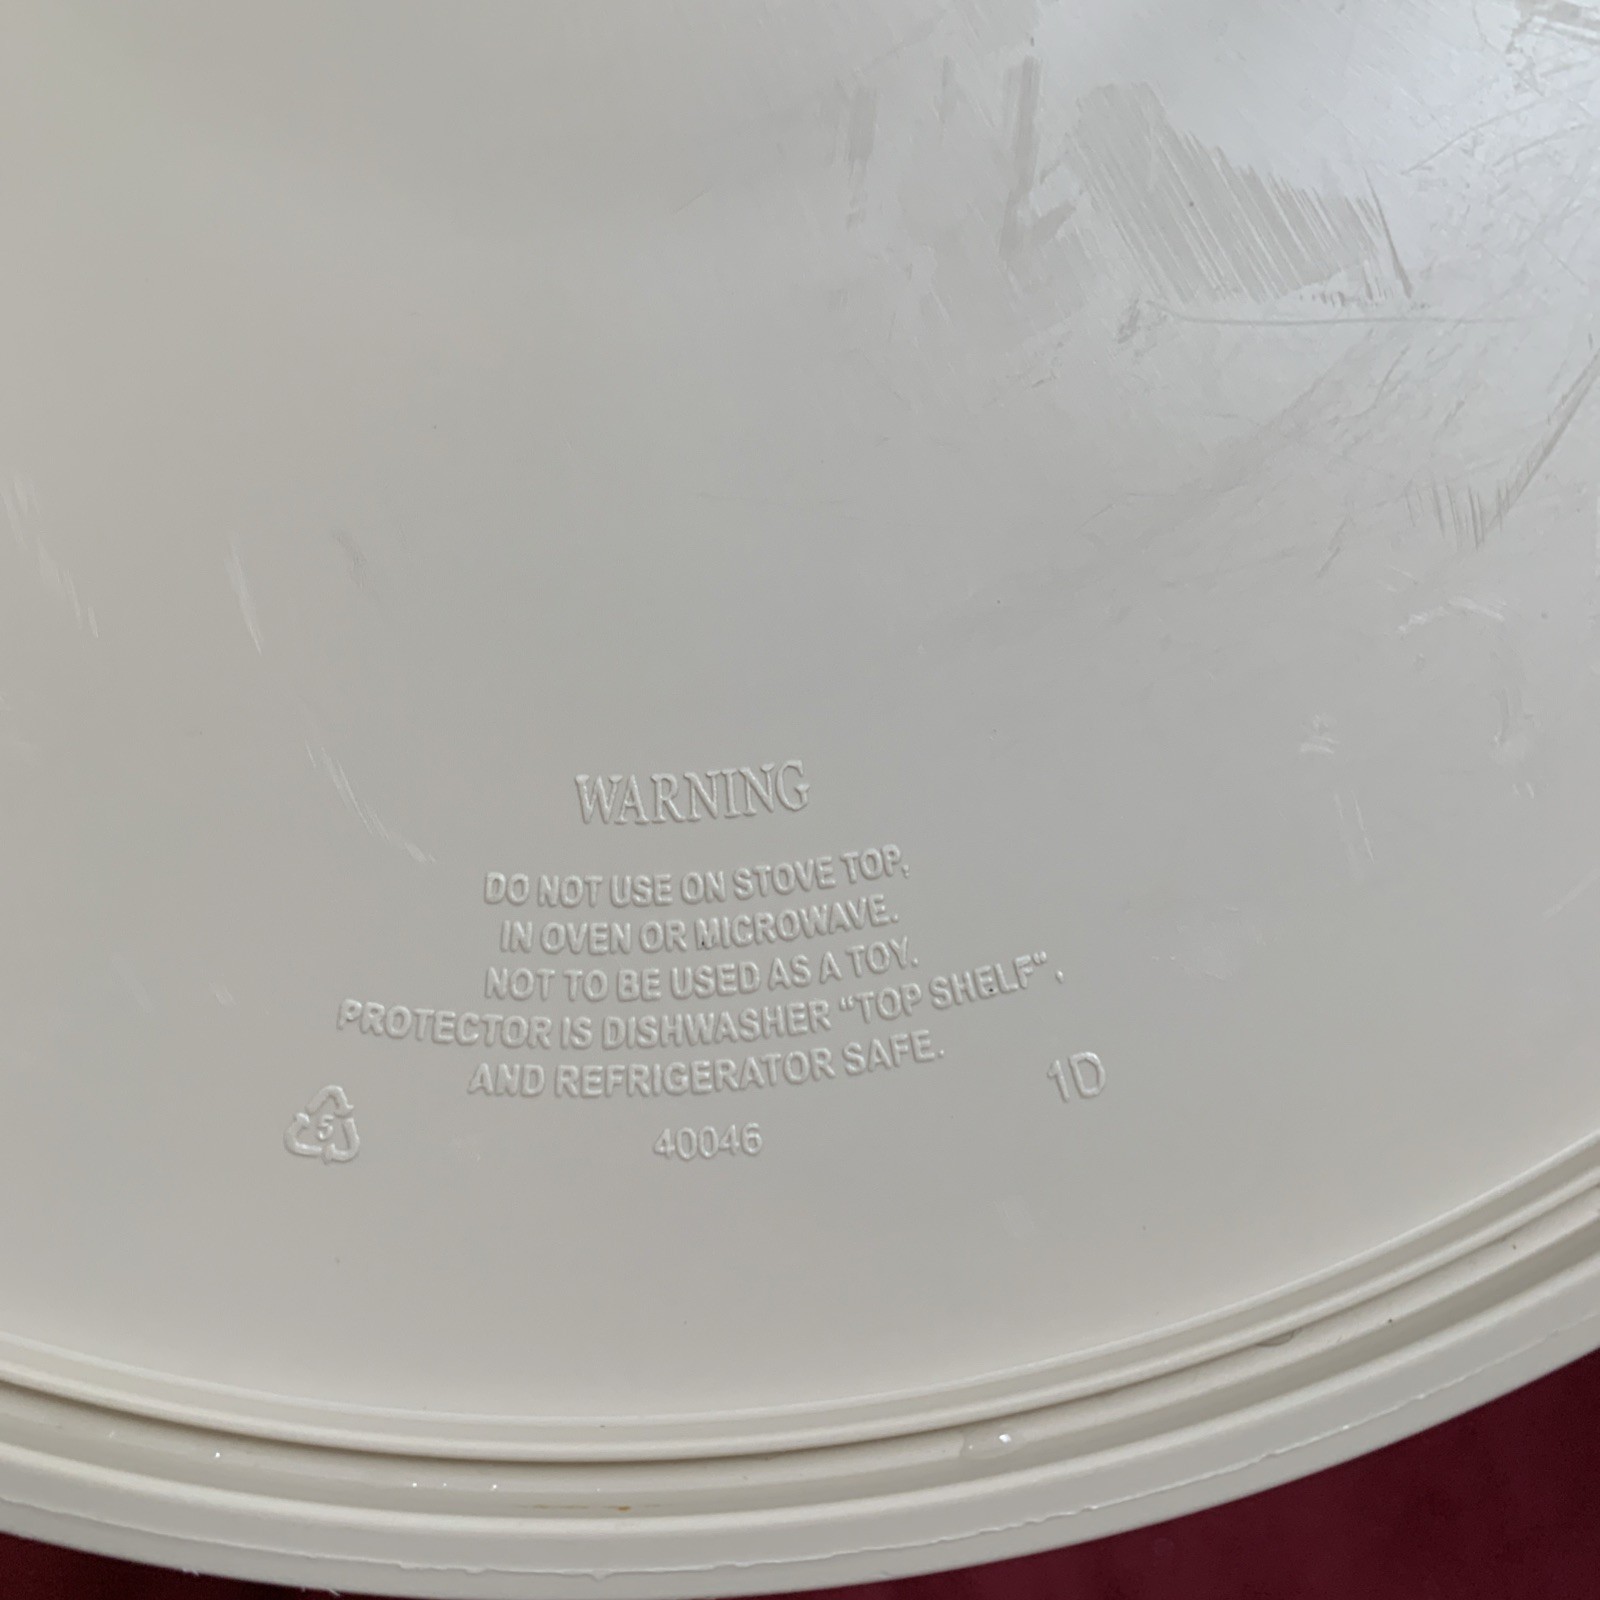 WARNING
DO NOT USE ON STOVE TOP,
IN OVEN OR MICROWAVE.
NOT TO BE USED AS A TOY.
PROTECTOR IS DISHWASHER “TOP SHELF“,
AND REFRIGERATOR SAFE.
1D
5
40046